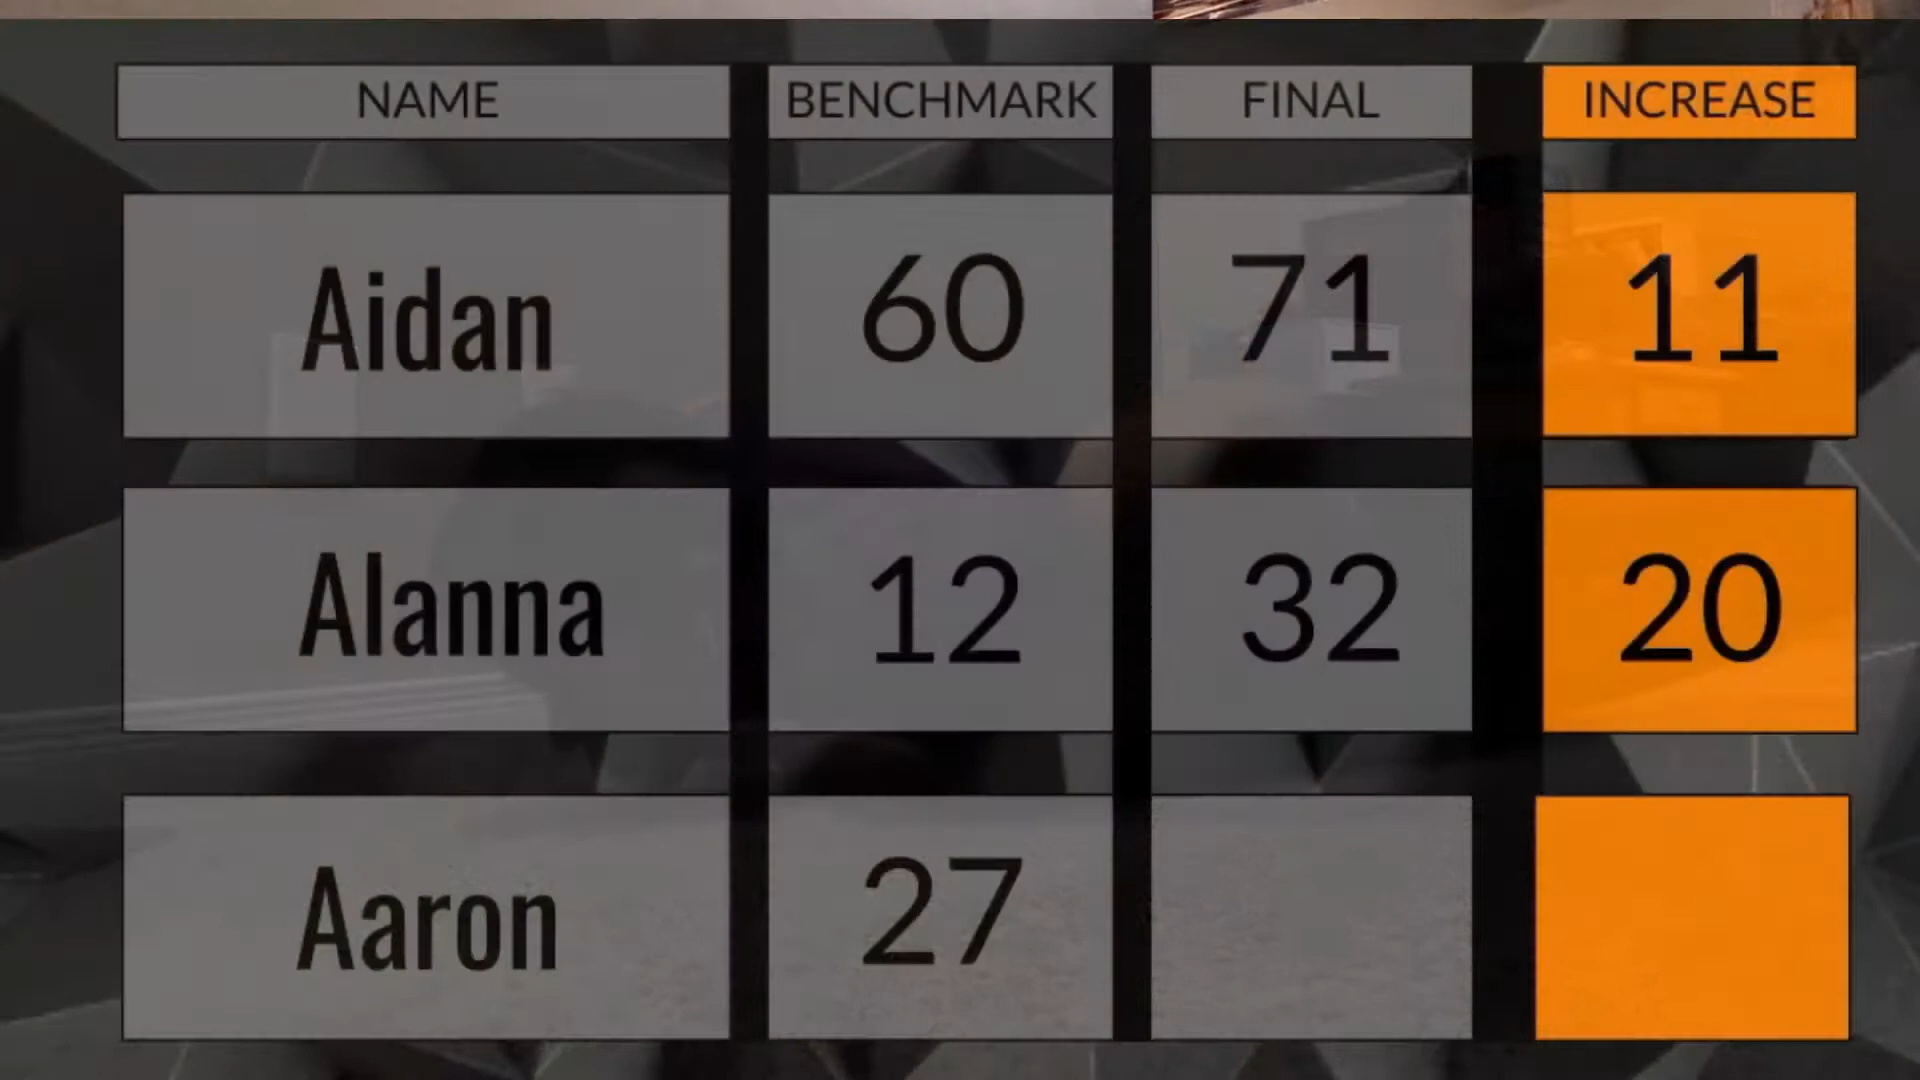 NAME BENCHMARK FINAL INCREASE
Aidan 60 71 11
Alanna 12 32 20
Aaron 27